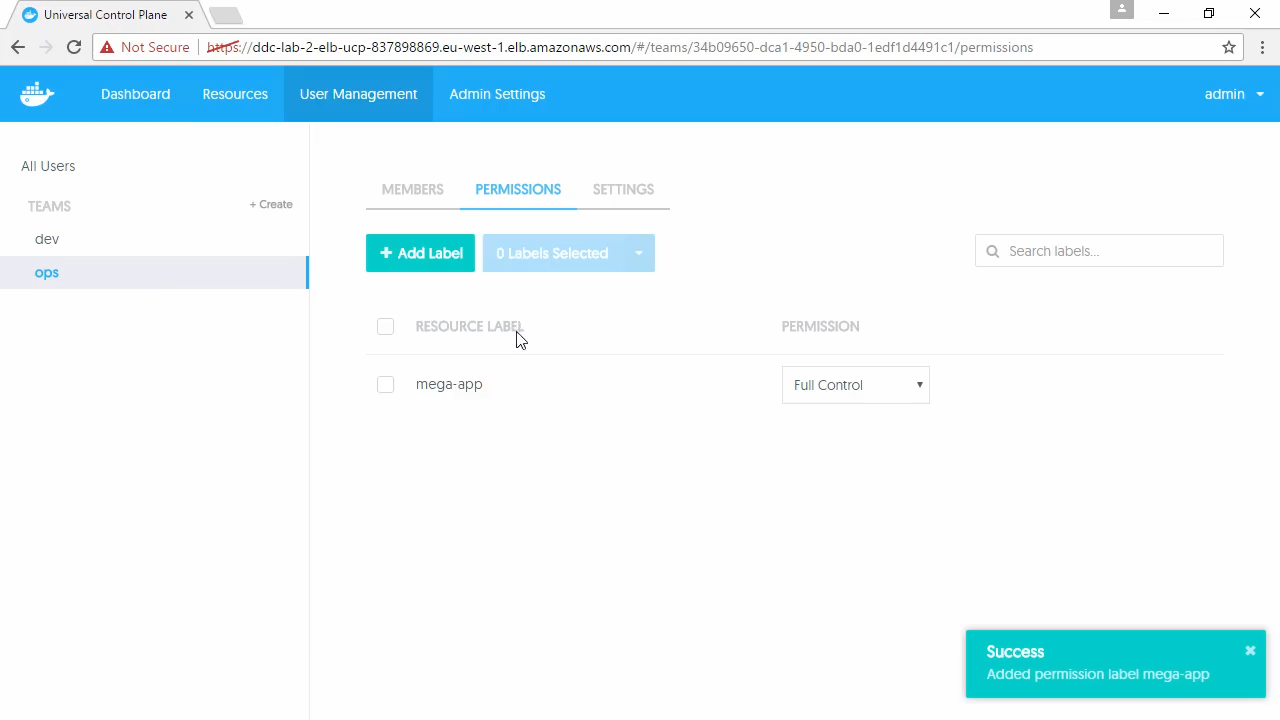 Universal Control Plane
Not Secure https://ddc-lab-2-elb-ucp-837898869.eu-west-1.elb.amazonaws.com/#/teams/34b09650-dca1-4950-bda0-1edf1d4491c1/permissions
Dashboard Resources User Management Admin Settings admin
All Users
TEAMS + Create
dev
ops
MEMBERS PERMISSIONS SETTINGS
+ Add Label 0 Labels Selected Search labels...
RESOURCE LABEL PERMISSION
mega-app Full Control
Success
Added permission label mega-app